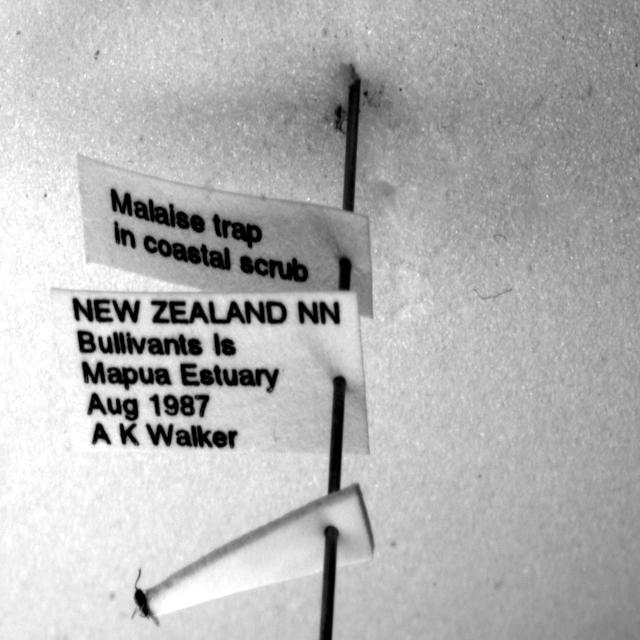 Malaise trap
in coastal scrub
NEW ZEALAND NN
Bullivants Is
Mapua Estuary
Aug 1987
A K Walker